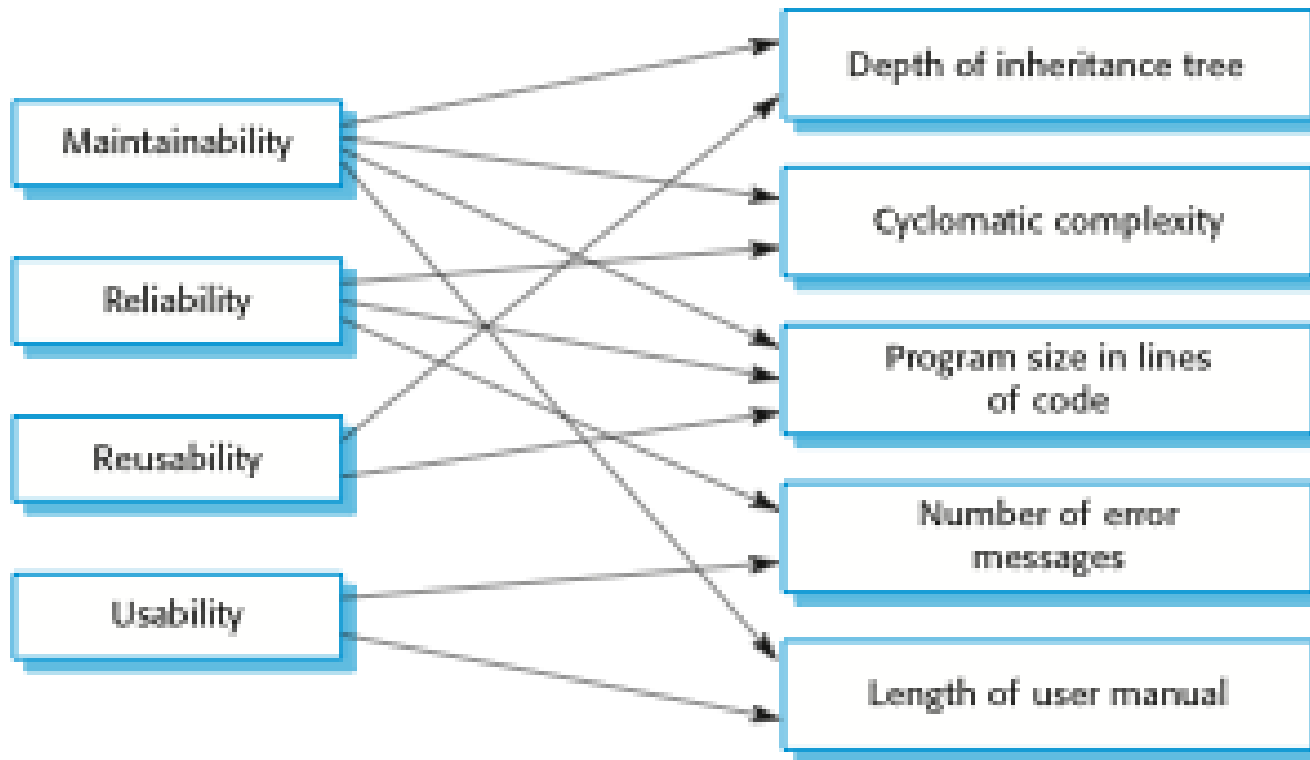 Maintainability
Reliability
Reusability
Usability
Depth of inheritance tree
Cyclomatic complexity
Program size in lines
of code
Number of error
messages
Length of user manual